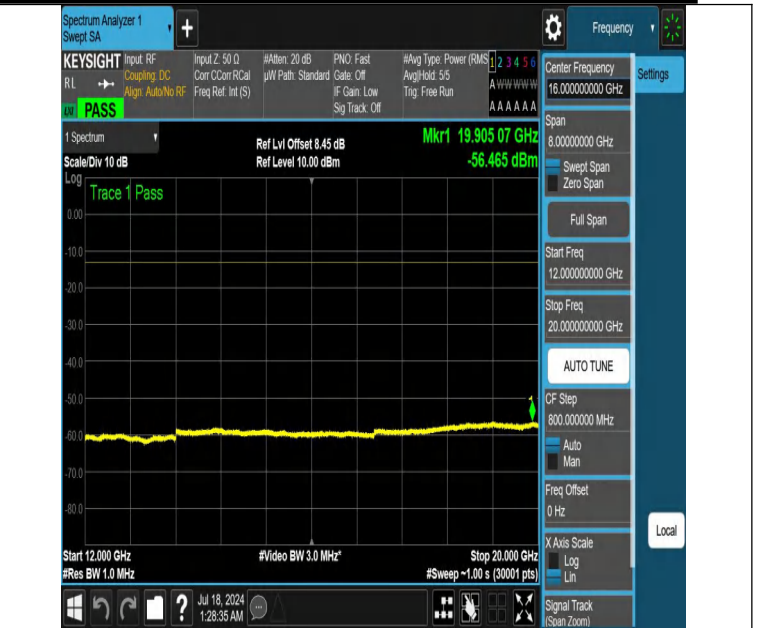 Spectrum Analyzer 1
Swept SA
+
Frequency
KEYSIGHT
RL
PASS
Input: RF
Coupling: DC
Align: Auto/No RF
Input Z: 50 Ω
Corr CCorr RCal
Freq Ref: Int (S)
#Atten: 20 dB
µW Path: Standard
PNO: Fast
Gate: Off
IF Gain: Low
Sig Track: Off
#Avg Type: Power (RMS
Avg|Hold: 5/5
Trig: Free Run
1 2 3 4 5 6
A W W W W W
A A A A A A
1 Spectrum
Scale/Div 10 dB
Ref Lvl Offset 8.45 dB
Ref Level 10.00 dBm
Mkr1 19.905 07 GHz
-56.465 dBm
Log
Trace 1 Pass
0.00
-10.0
-20.0
-30.0
-40.0
-50.0
-60.0
-70.0
-80.0
1
Start 12.000 GHz
#Res BW 1.0 MHz
#Video BW 3.0 MHz*
Stop 20.000 GHz
#Sweep ~1.00 s (30001 pts)
Center Frequency
16.000000000 GHz
Span
8.00000000 GHz
Swept Span
Zero Span
Full Span
Start Freq
12.000000000 GHz
Stop Freq
20.000000000 GHz
AUTO TUNE
CF Step
800.000000 MHz
Auto
Man
Freq Offset
0 Hz
X Axis Scale
Log
Lin
Signal Track
(Span Zoom)
Settings
Local
?
Jul 18, 2024
1:28:35 AM